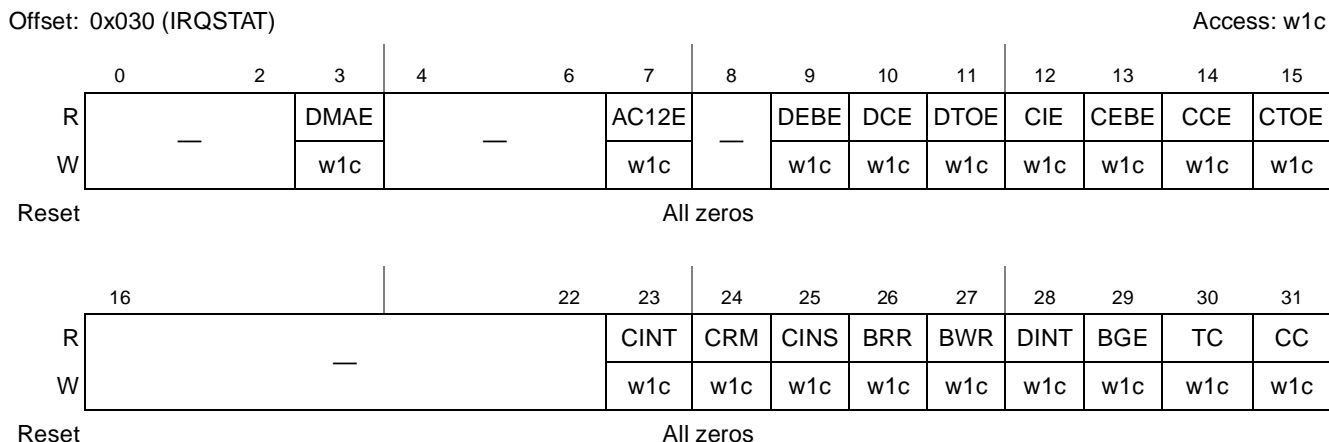 Offset: 0x030 (IRQSTAT) Access: w1c
0 2 3 4 6 7 8 9 10 11 12 13 14 15
R — DMAE — AC12E — DEBE DCE DTOE CIE CEBE CCE CTOE
W w1c w1c w1c w1c w1c w1c w1c w1c w1c
Reset All zeros
16 22 23 24 25 26 27 28 29 30 31
R — CINT CRM CINS BRR BWR DINT BGE TC CC
W w1c w1c w1c w1c w1c w1c w1c w1c w1c
Reset All zeros